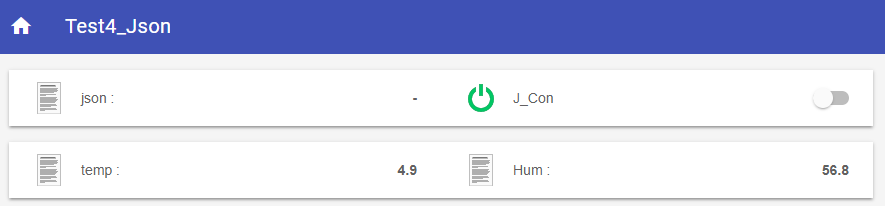 Test4_Json
json : - J_Con
temp : 4.9 Hum : 56.8